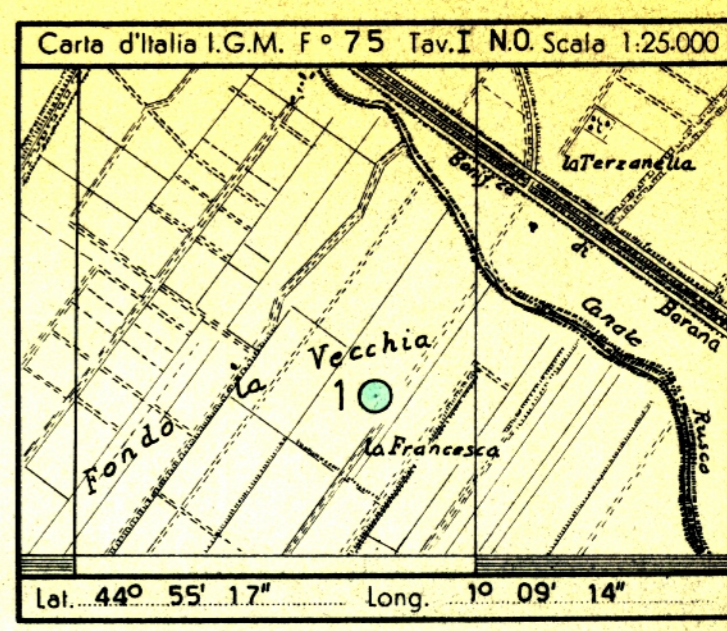 Carta d'Italia I.G.M. F° 75 Tav. I N.O. Scala 1:25.000
la Terzanella
Bonifica
di
Barana
Canale
Rusco
Fondo la Vecchia
1
la Francesca
Lat. 44° 55' 17" Long. 1° 09' 14"